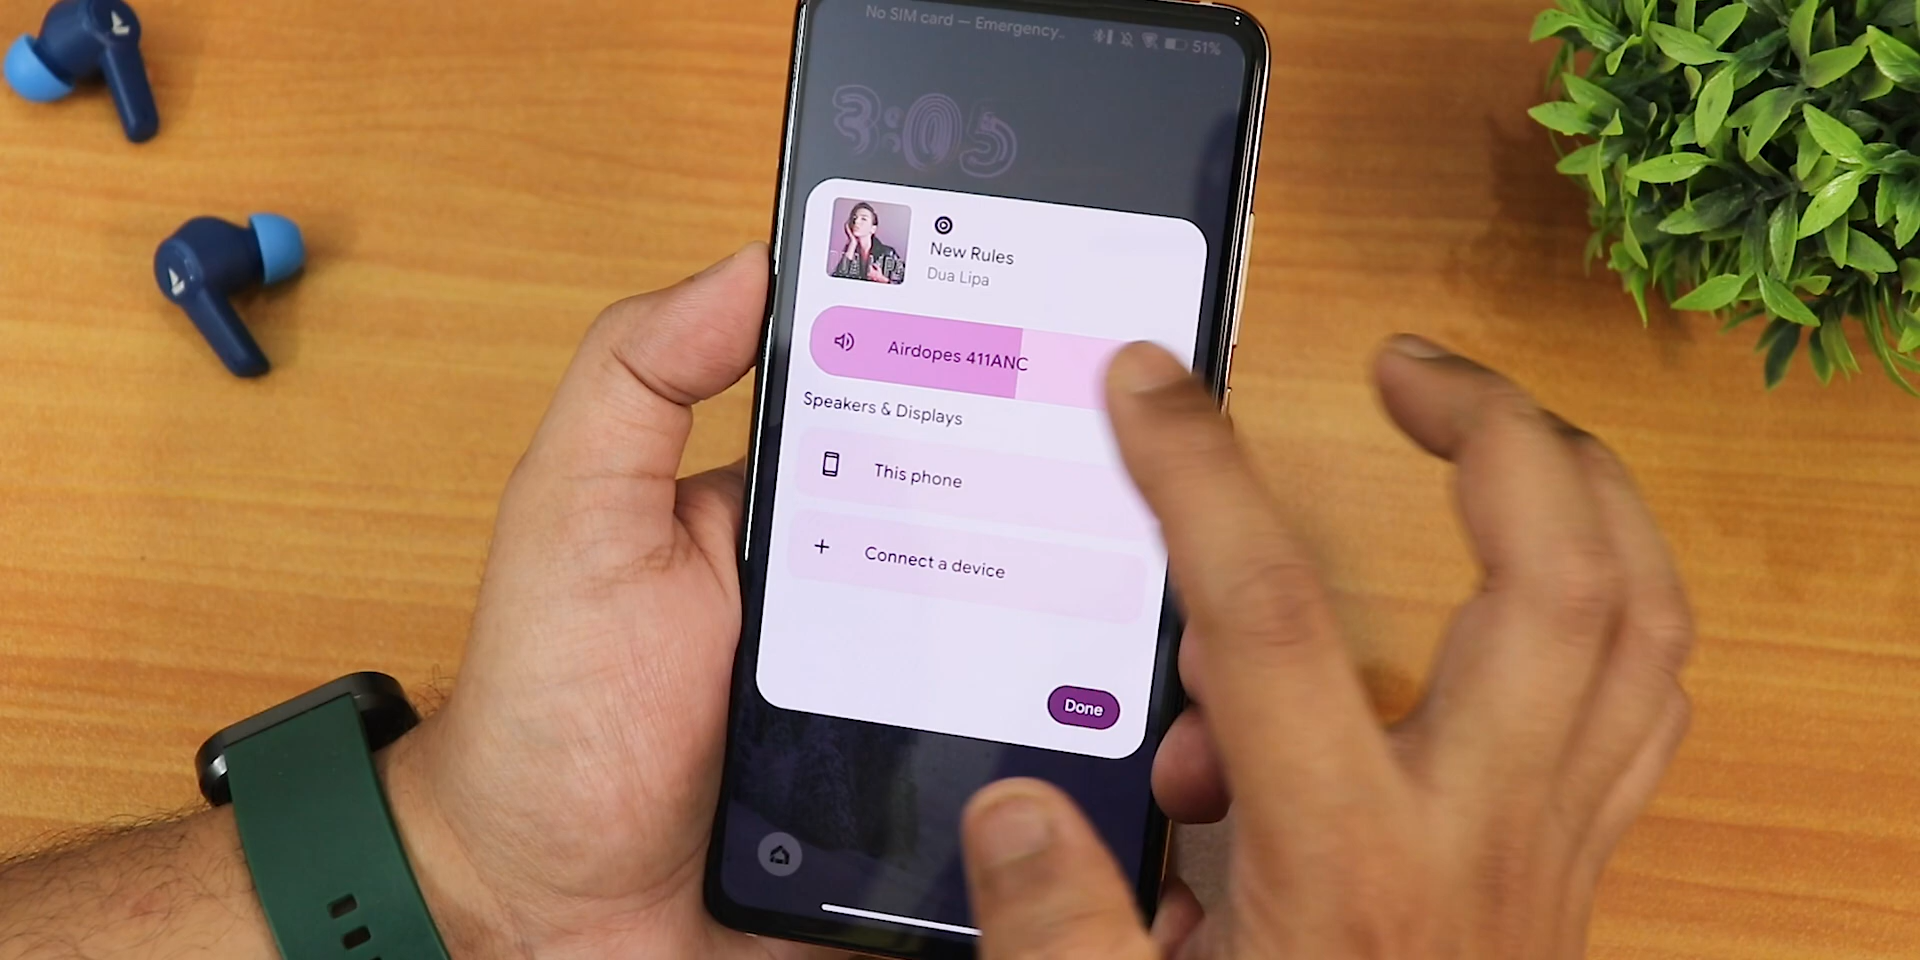 No SIM card — Emergency..
51%
3:05
New Rules
Dua Lipa
Airdopes 411ANC
Speakers & Displays
This phone
Connect a device
Done